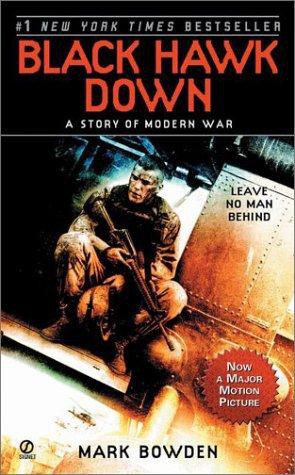 #1 NEW YORK TIMES BESTSELLER
BLACK HAWK
DOWN
A STORY OF MODERN WAR
LEAVE
NO MAN
BEHIND
NOW
A MAJOR
MOTION
PICTURE
SIGNET
MARK BOWDEN